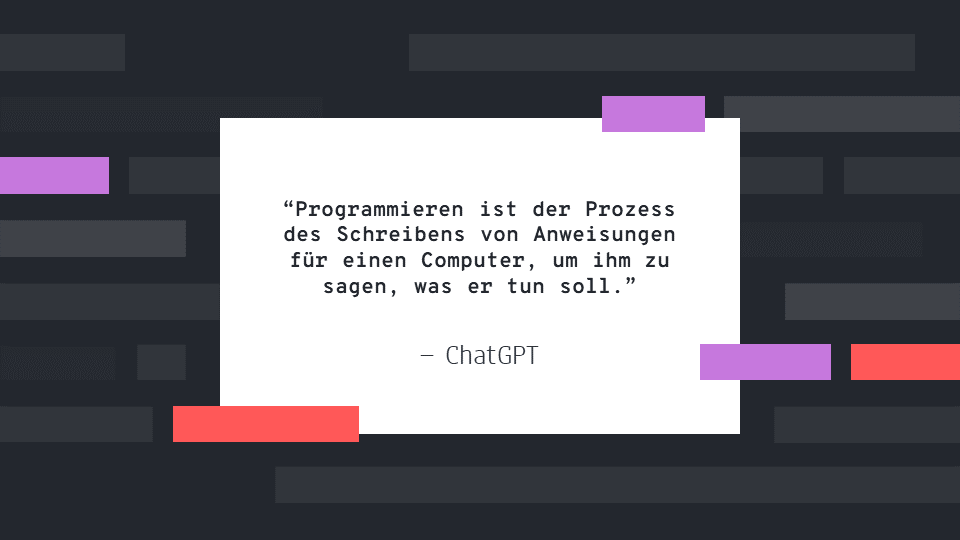 “Programmieren ist der Prozess
des Schreibens von Anweisungen
für einen Computer, um ihm zu
sagen, was er tun soll.”
– ChatGPT